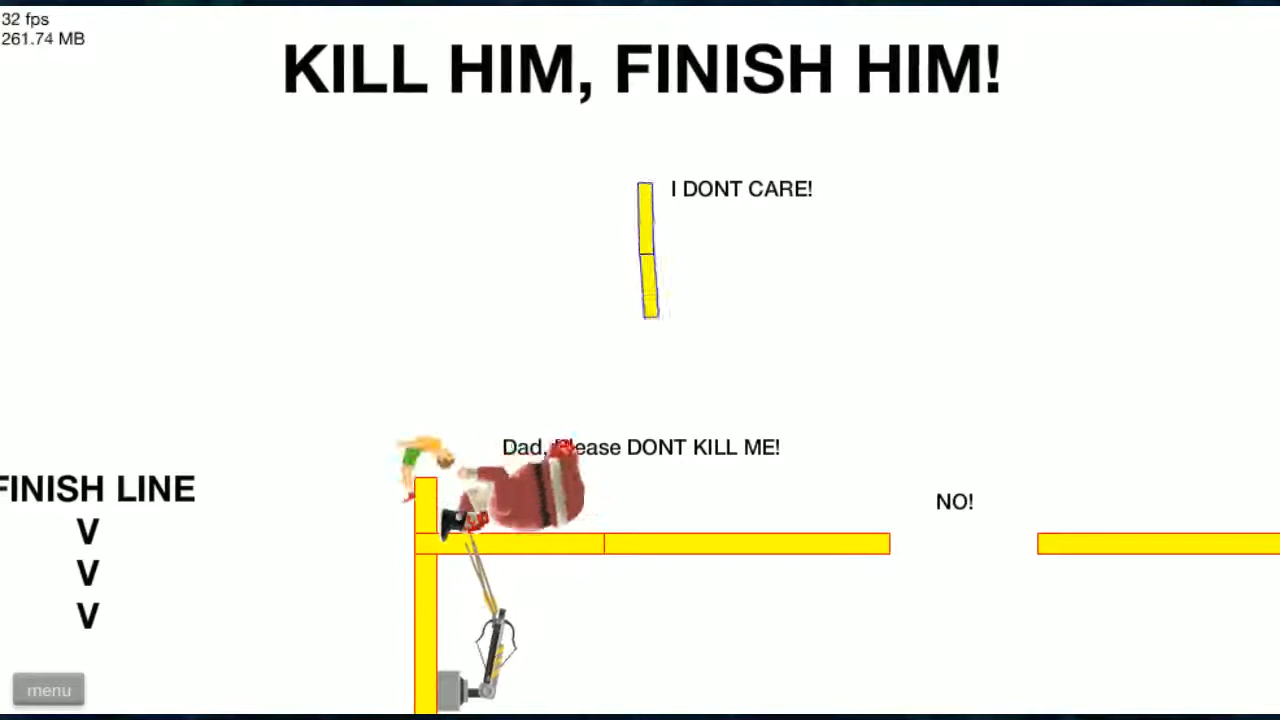 32 fps
261.74 MB
KILL HIM, FINISH HIM!
I DONT CARE!
Dad, Please DONT KILL ME!
FINISH LINE
NO!
V
V
V
menu